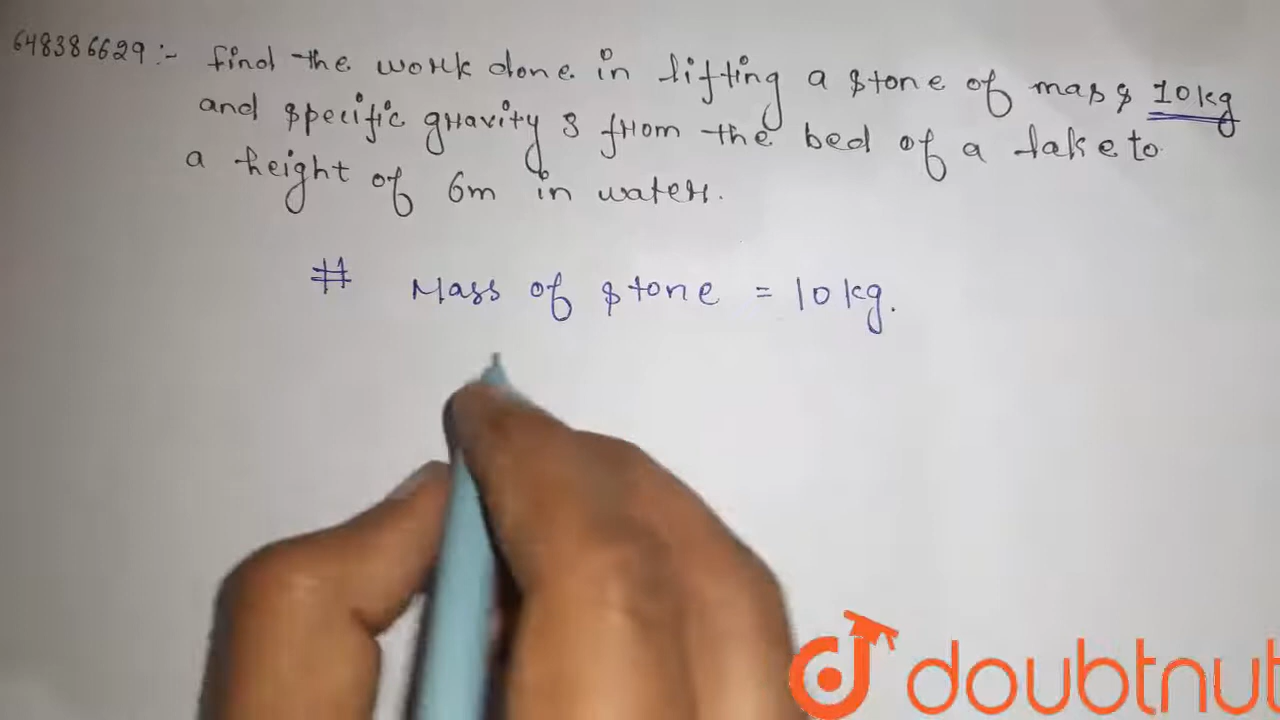 648386629:- find the work done in lifting a stone of mass 10kg
and specific gravity 3 from the bed of a lake to
a height of 6m in water.
# Mass of stone = 10kg.
doubtnut